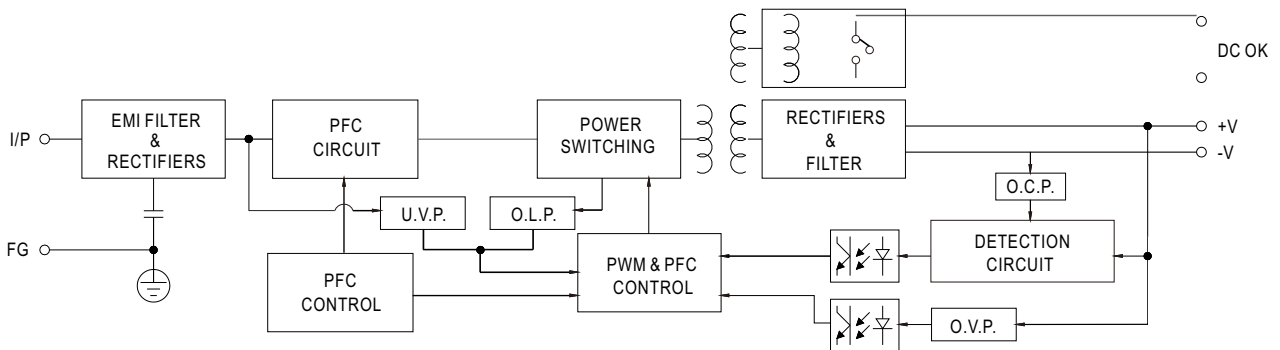 DC OK
I/P
EMI FILTER
&
RECTIFIERS
PFC
CIRCUIT
POWER
SWITCHING
RECTIFIERS
&
FILTER
+V
-V
O.C.P.
U.V.P.
O.L.P.
FG
PFC
CONTROL
PWM & PFC
CONTROL
DETECTION
CIRCUIT
O.V.P.